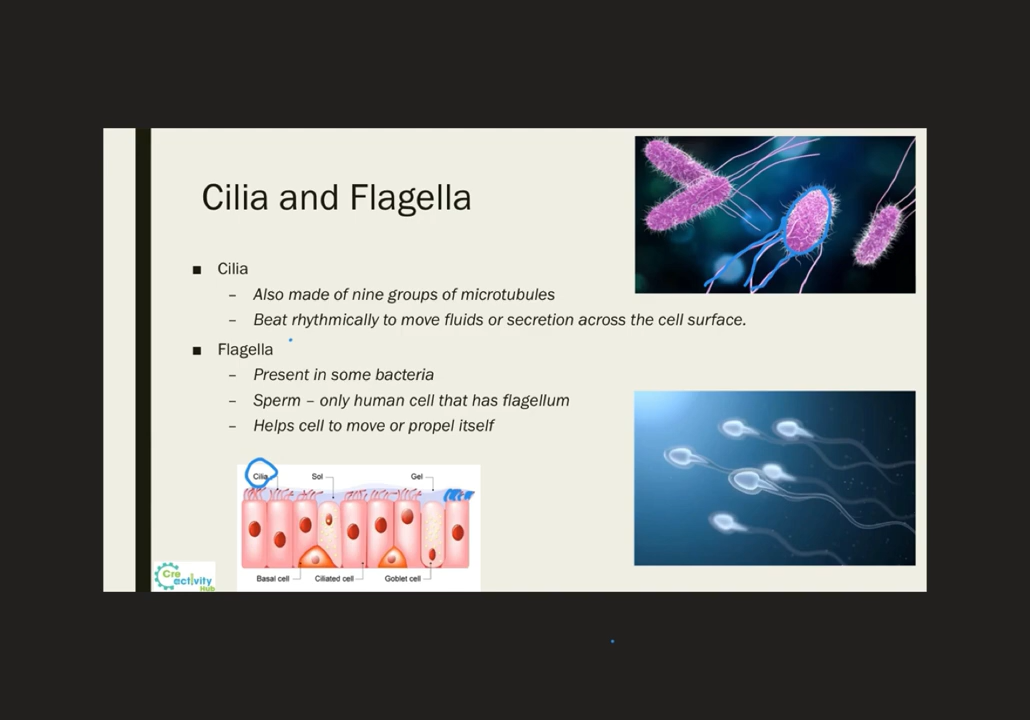 Cilia and Flagella
■ Cilia
– Also made of nine groups of microtubules
– Beat rhythmically to move fluids or secretion across the cell surface.
■ Flagella
– Present in some bacteria
– Sperm – only human cell that has flagellum
– Helps cell to move or propel itself
Cilia Sol Gel
Basal cell Ciliated cell Goblet cell
Cre
ectivity
Hub